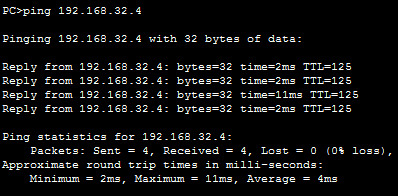 PC>ping 192.168.32.4
Pinging 192.168.32.4 with 32 bytes of data:
Reply from 192.168.32.4: bytes=32 time=2ms TTL=125
Reply from 192.168.32.4: bytes=32 time=2ms TTL=125
Reply from 192.168.32.4: bytes=32 time=11ms TTL=125
Reply from 192.168.32.4: bytes=32 time=2ms TTL=125
Ping statistics for 192.168.32.4:
    Packets: Sent = 4, Received = 4, Lost = 0 (0% loss),
Approximate round trip times in milli-seconds:
    Minimum = 2ms, Maximum = 11ms, Average = 4ms